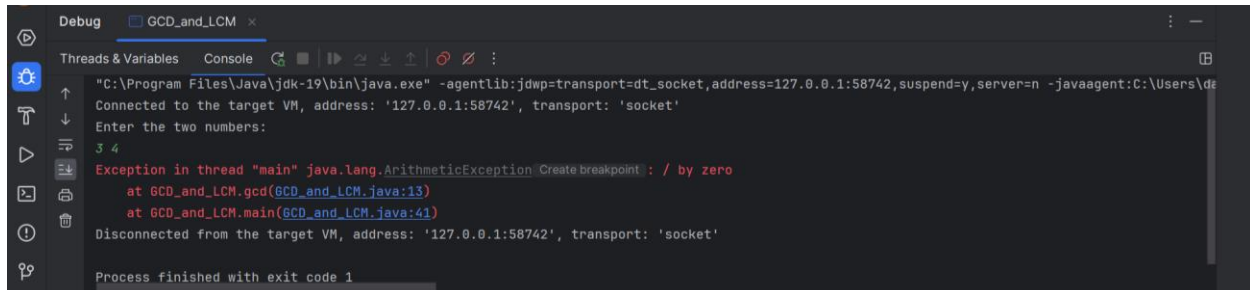 Debug GCD_and_LCM
Threads & Variables Console
"C:\Program Files\Java\jdk-19\bin\java.exe" -agentlib:jdwp=transport=dt_socket,address=127.0.0.1:58742,suspend=y,server=n -javaagent:C:\Users\da
Connected to the target VM, address: '127.0.0.1:58742', transport: 'socket'
Enter the two numbers:
3 4
Exception in thread "main" java.lang.ArithmeticException Create breakpoint : / by zero
at GCD_and_LCM.gcd(GCD_and_LCM.java:13)
at GCD_and_LCM.main(GCD_and_LCM.java:41)
Disconnected from the target VM, address: '127.0.0.1:58742', transport: 'socket'
Process finished with exit code 1